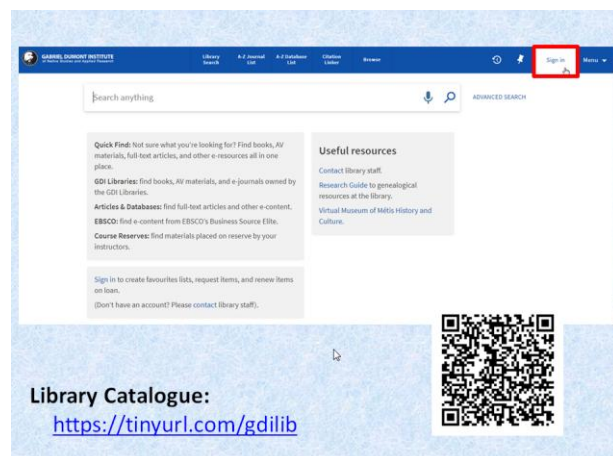 GABRIEL DUMONT INSTITUTE
of Native Studies and Applied Research
Library Search
A-Z Journal List
A-Z Database List
Citation Linker
Browse
Sign in
Menu
Search anything
ADVANCED SEARCH
Quick Find: Not sure what you're looking for? Find books, AV
materials, full-text articles, and other e-resources all in one
place.
GDI Libraries: find books, AV materials, and e-journals owned by
the GDI Libraries.
Articles & Databases: find full-text articles and other e-content.
EBSCO: find e-content from EBSCO's Business Source Elite.
Course Reserves: find materials placed on reserve by your
instructors.
Useful resources
Contact library staff.
Research Guide to genealogical
resources at the library.
Virtual Museum of Métis History and
Culture.
Sign in to create favourites lists, request items, and renew items
on loan.
(Don't have an account? Please contact library staff).
Library Catalogue:
https://tinyurl.com/gdilib